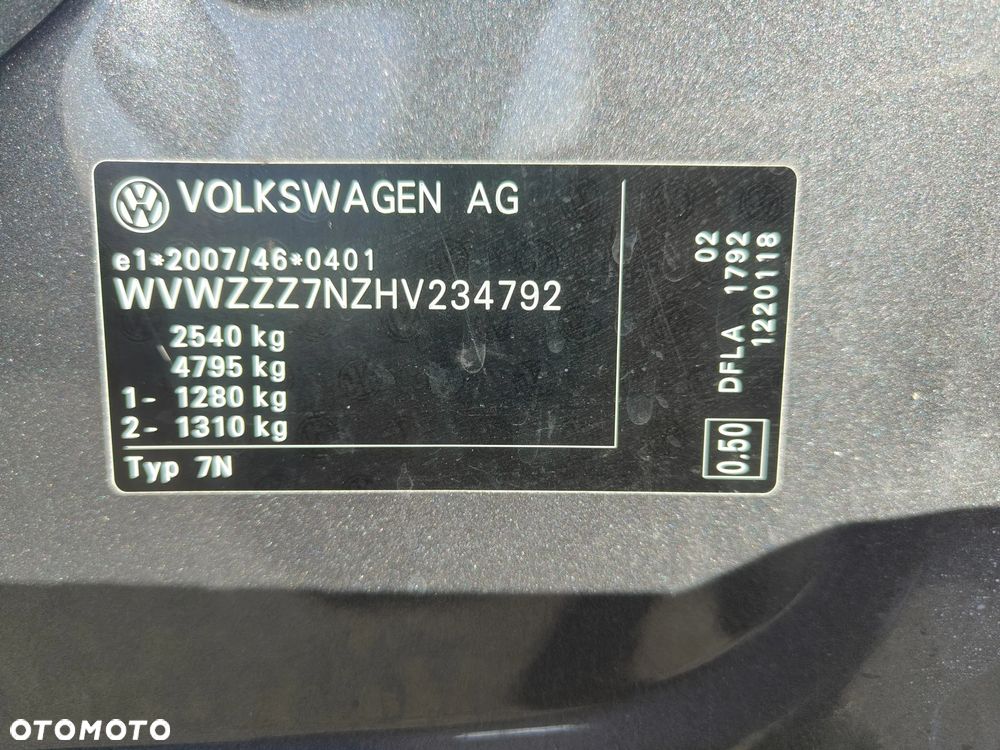 VOLKSWAGEN AG
e1*2007/46*0401
WVWZZZ7NZHV234792
2540 kg
4795 kg
1- 1280 kg
2- 1310 kg
Typ 7N
02
DFLA 1792
1220118
0.50
OTOMOTO